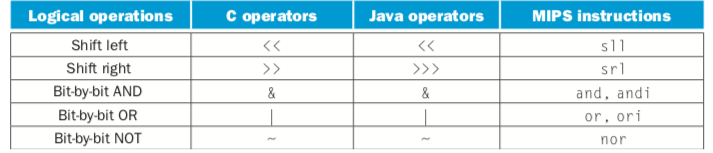 Logical operations C operators Java operators MIPS instructions
Shift left << << sll
Shift right >> >>> srl
Bit-by-bit AND & & and, andi
Bit-by-bit OR | | or, ori
Bit-by-bit NOT ~ ~ nor